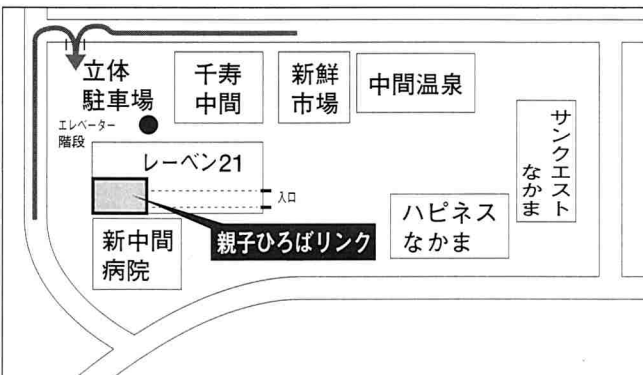 立体
駐車場
エレベーター
階段
千寿
中間
新鮮
市場
中間温泉
サンクエスト
なかま
レーベン21
入口
親子ひろばリンク
新中間
病院
ハピネス
なかま